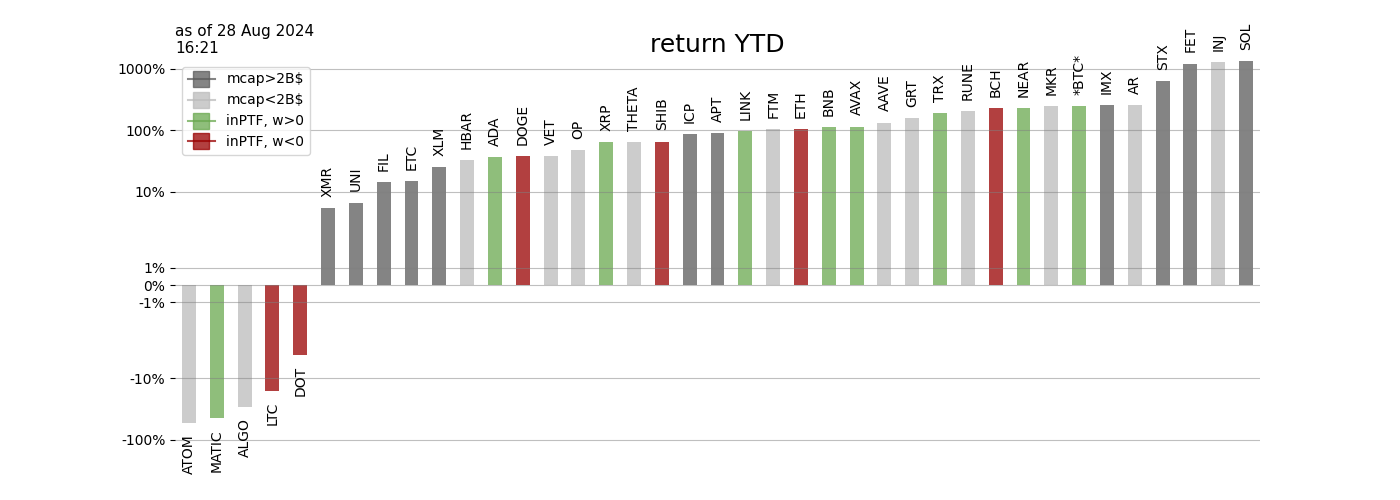 as of 28 Aug 2024
16:21
return YTD
mcap>2B$
mcap<2B$
inPTF, w>0
inPTF, w<0
1000%
100%
10%
1%
0%
-1%
-10%
-100%
ATOM
MATIC
ALGO
LTC
DOT
XMR
UNI
FIL
ETC
XLM
HBAR
ADA
DOGE
VET
OP
XRP
THETA
SHIB
ICP
APT
LINK
FTM
ETH
BNB
AVAX
AAVE
GRT
TRX
RUNE
BCH
NEAR
MKR
*BTC*
IMX
AR
STX
FET
INJ
SOL